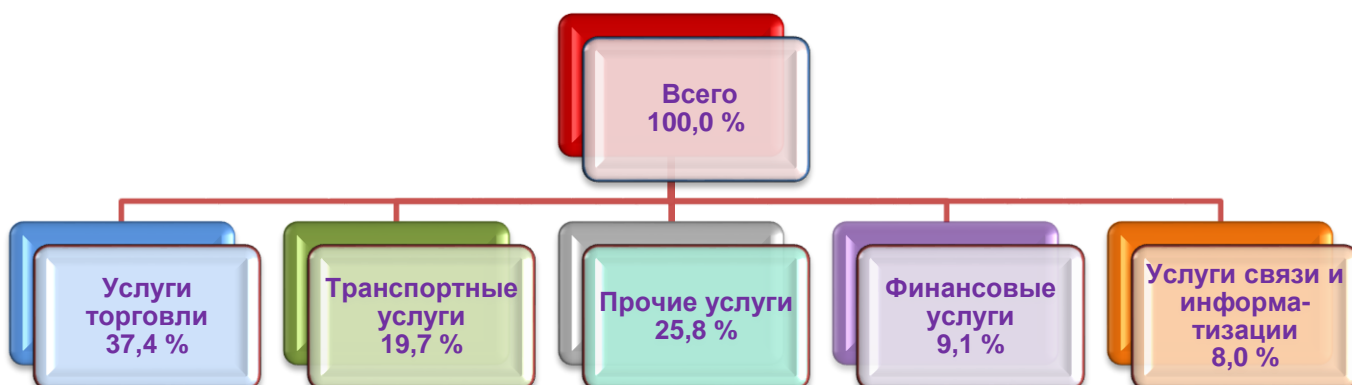 Всего
100,0 %
Услуги
торговли
37,4 %
Транспортные
услуги
19,7 %
Прочие услуги
25,8 %
Финансовые
услуги
9,1 %
Услуги связи и
информа-
тизации
8,0 %